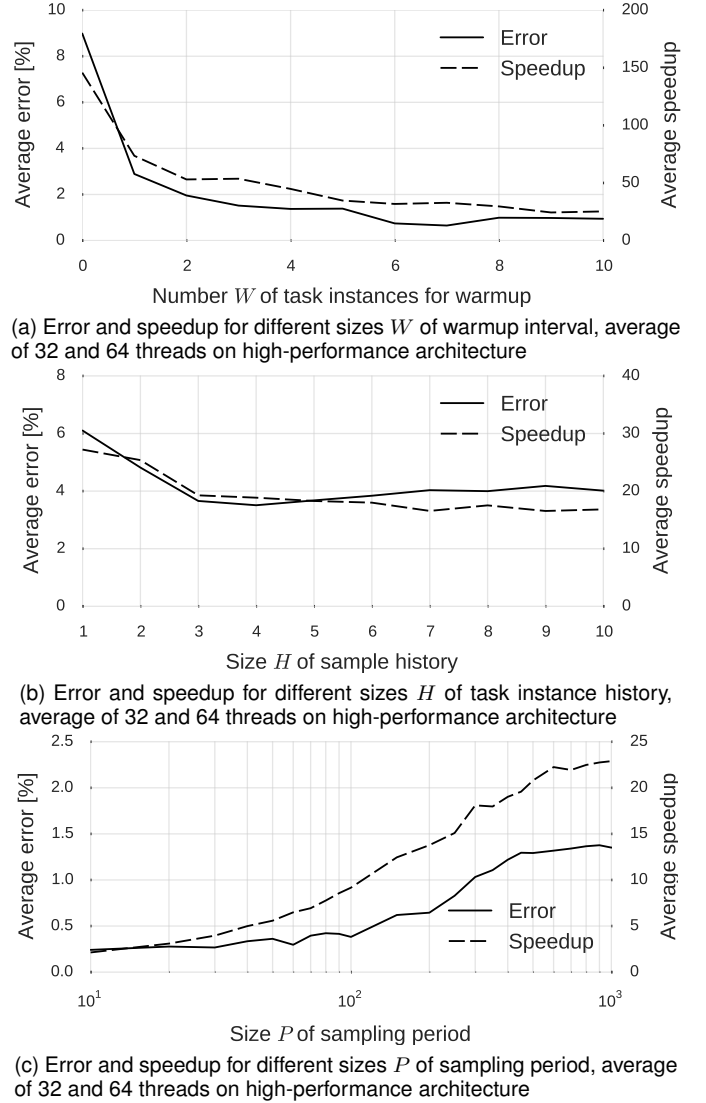 10
8
6
4
2
0
Average error [%]
200
150
100
50
0
Average speedup
Error
Speedup
0 2 4 6 8 10
Number W of task instances for warmup
(a) Error and speedup for different sizes W of warmup interval, average
of 32 and 64 threads on high-performance architecture
8
6
4
2
0
Average error [%]
40
30
20
10
0
Average speedup
Error
Speedup
1 2 3 4 5 6 7 8 9 10
Size H of sample history
(b) Error and speedup for different sizes H of task instance history,
average of 32 and 64 threads on high-performance architecture
2.5
2.0
1.5
1.0
0.5
0.0
Average error [%]
25
20
15
10
5
0
Average speedup
Error
Speedup
10¹ 10² 10³
Size P of sampling period
(c) Error and speedup for different sizes P of sampling period, average
of 32 and 64 threads on high-performance architecture